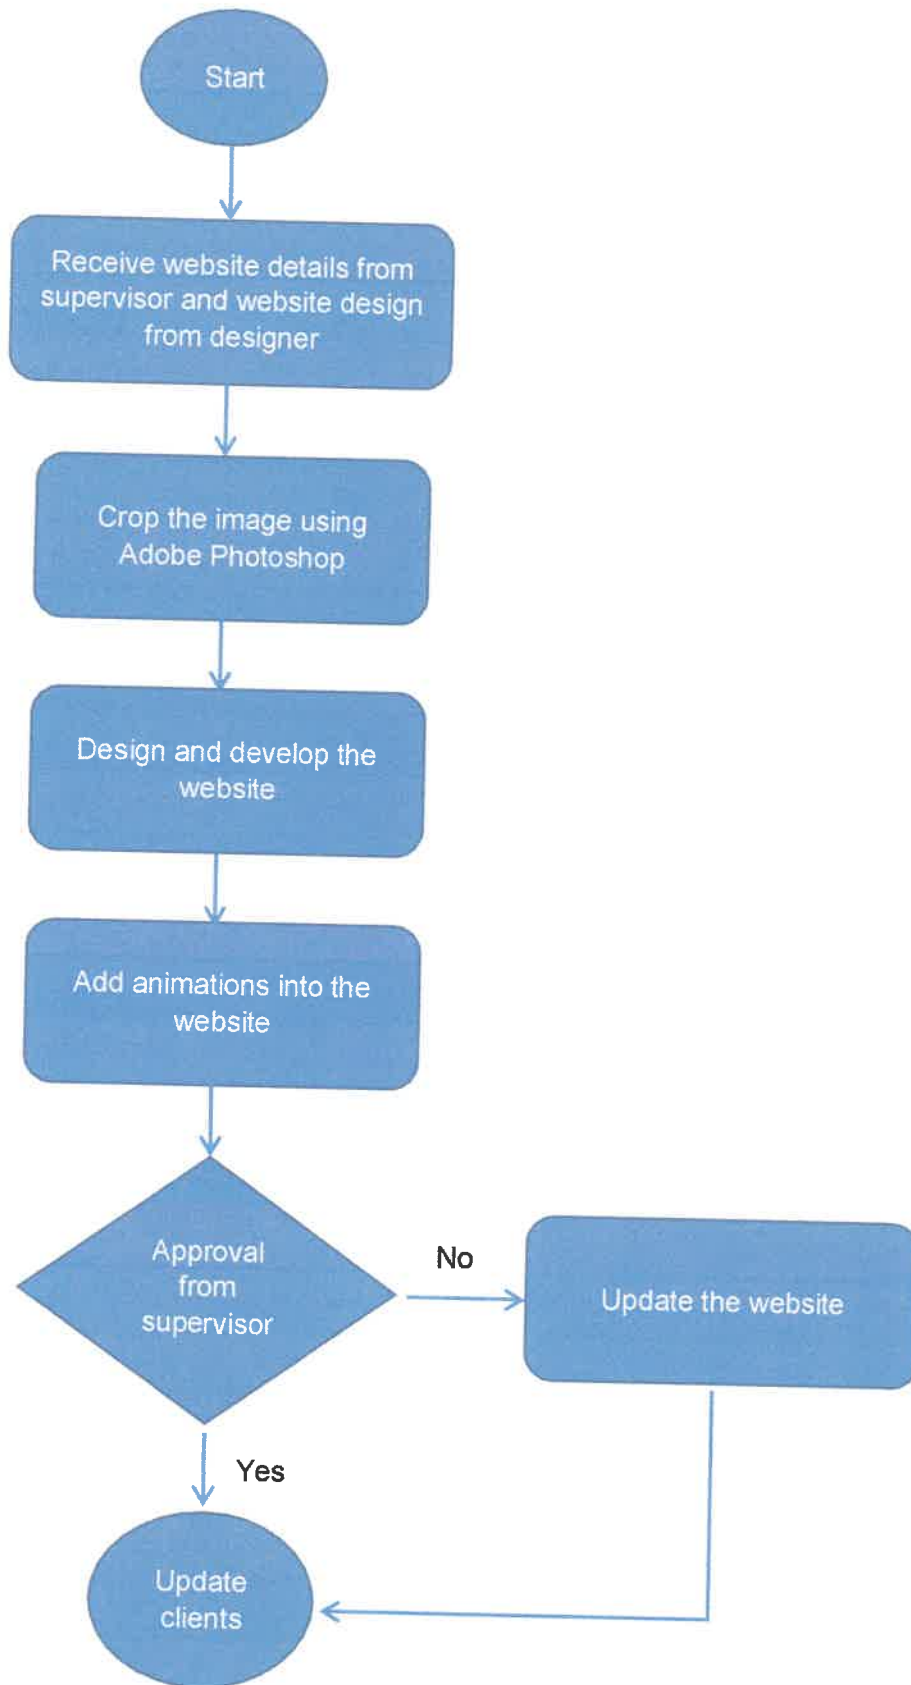 Start
Receive website details from
supervisor and website design
from designer
Crop the image using
Adobe Photoshop
Design and develop the
website
Add animations into the
website
Approval
from
supervisor
No
Update the website
Yes
Update
clients